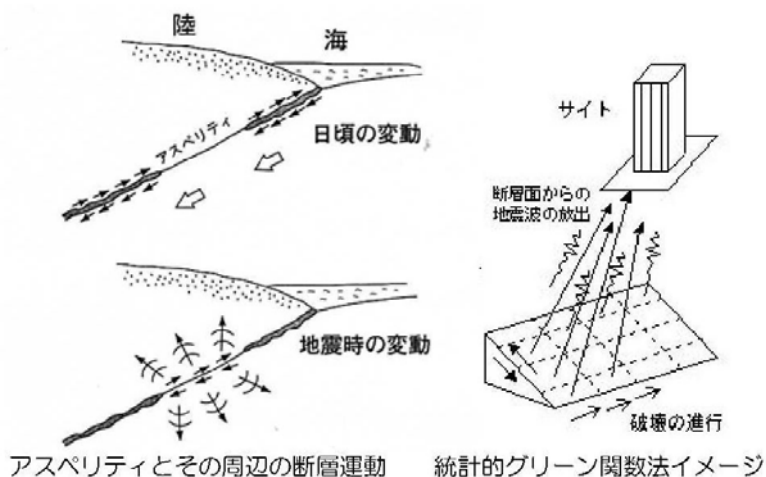 陸
海
アスペリティ
日頃の変動
地震時の変動
アスペリティとその周辺の断層運動
サイト
断層面からの
地震波の放出
破壊の進行
統計的グリーン関数法イメージ